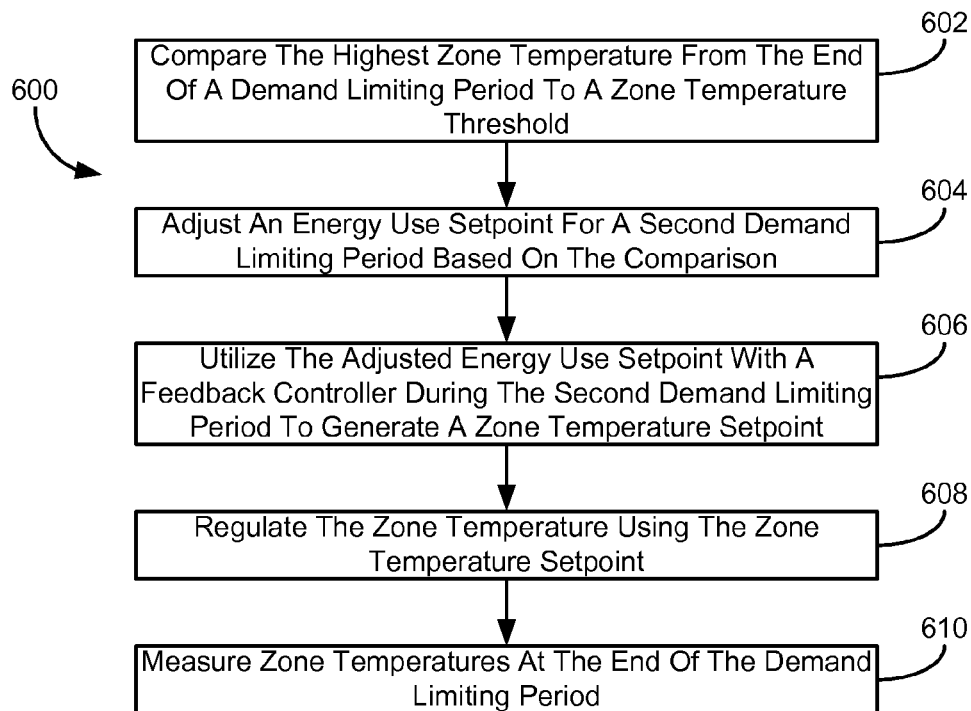 602
Compare The Highest Zone Temperature From The End
Of A Demand Limiting Period To A Zone Temperature
Threshold
600
604
Adjust An Energy Use Setpoint For A Second Demand
Limiting Period Based On The Comparison
606
Utilize The Adjusted Energy Use Setpoint With A
Feedback Controller During The Second Demand Limiting
Period To Generate A Zone Temperature Setpoint
608
Regulate The Zone Temperature Using The Zone
Temperature Setpoint
610
Measure Zone Temperatures At The End Of The Demand
Limiting Period